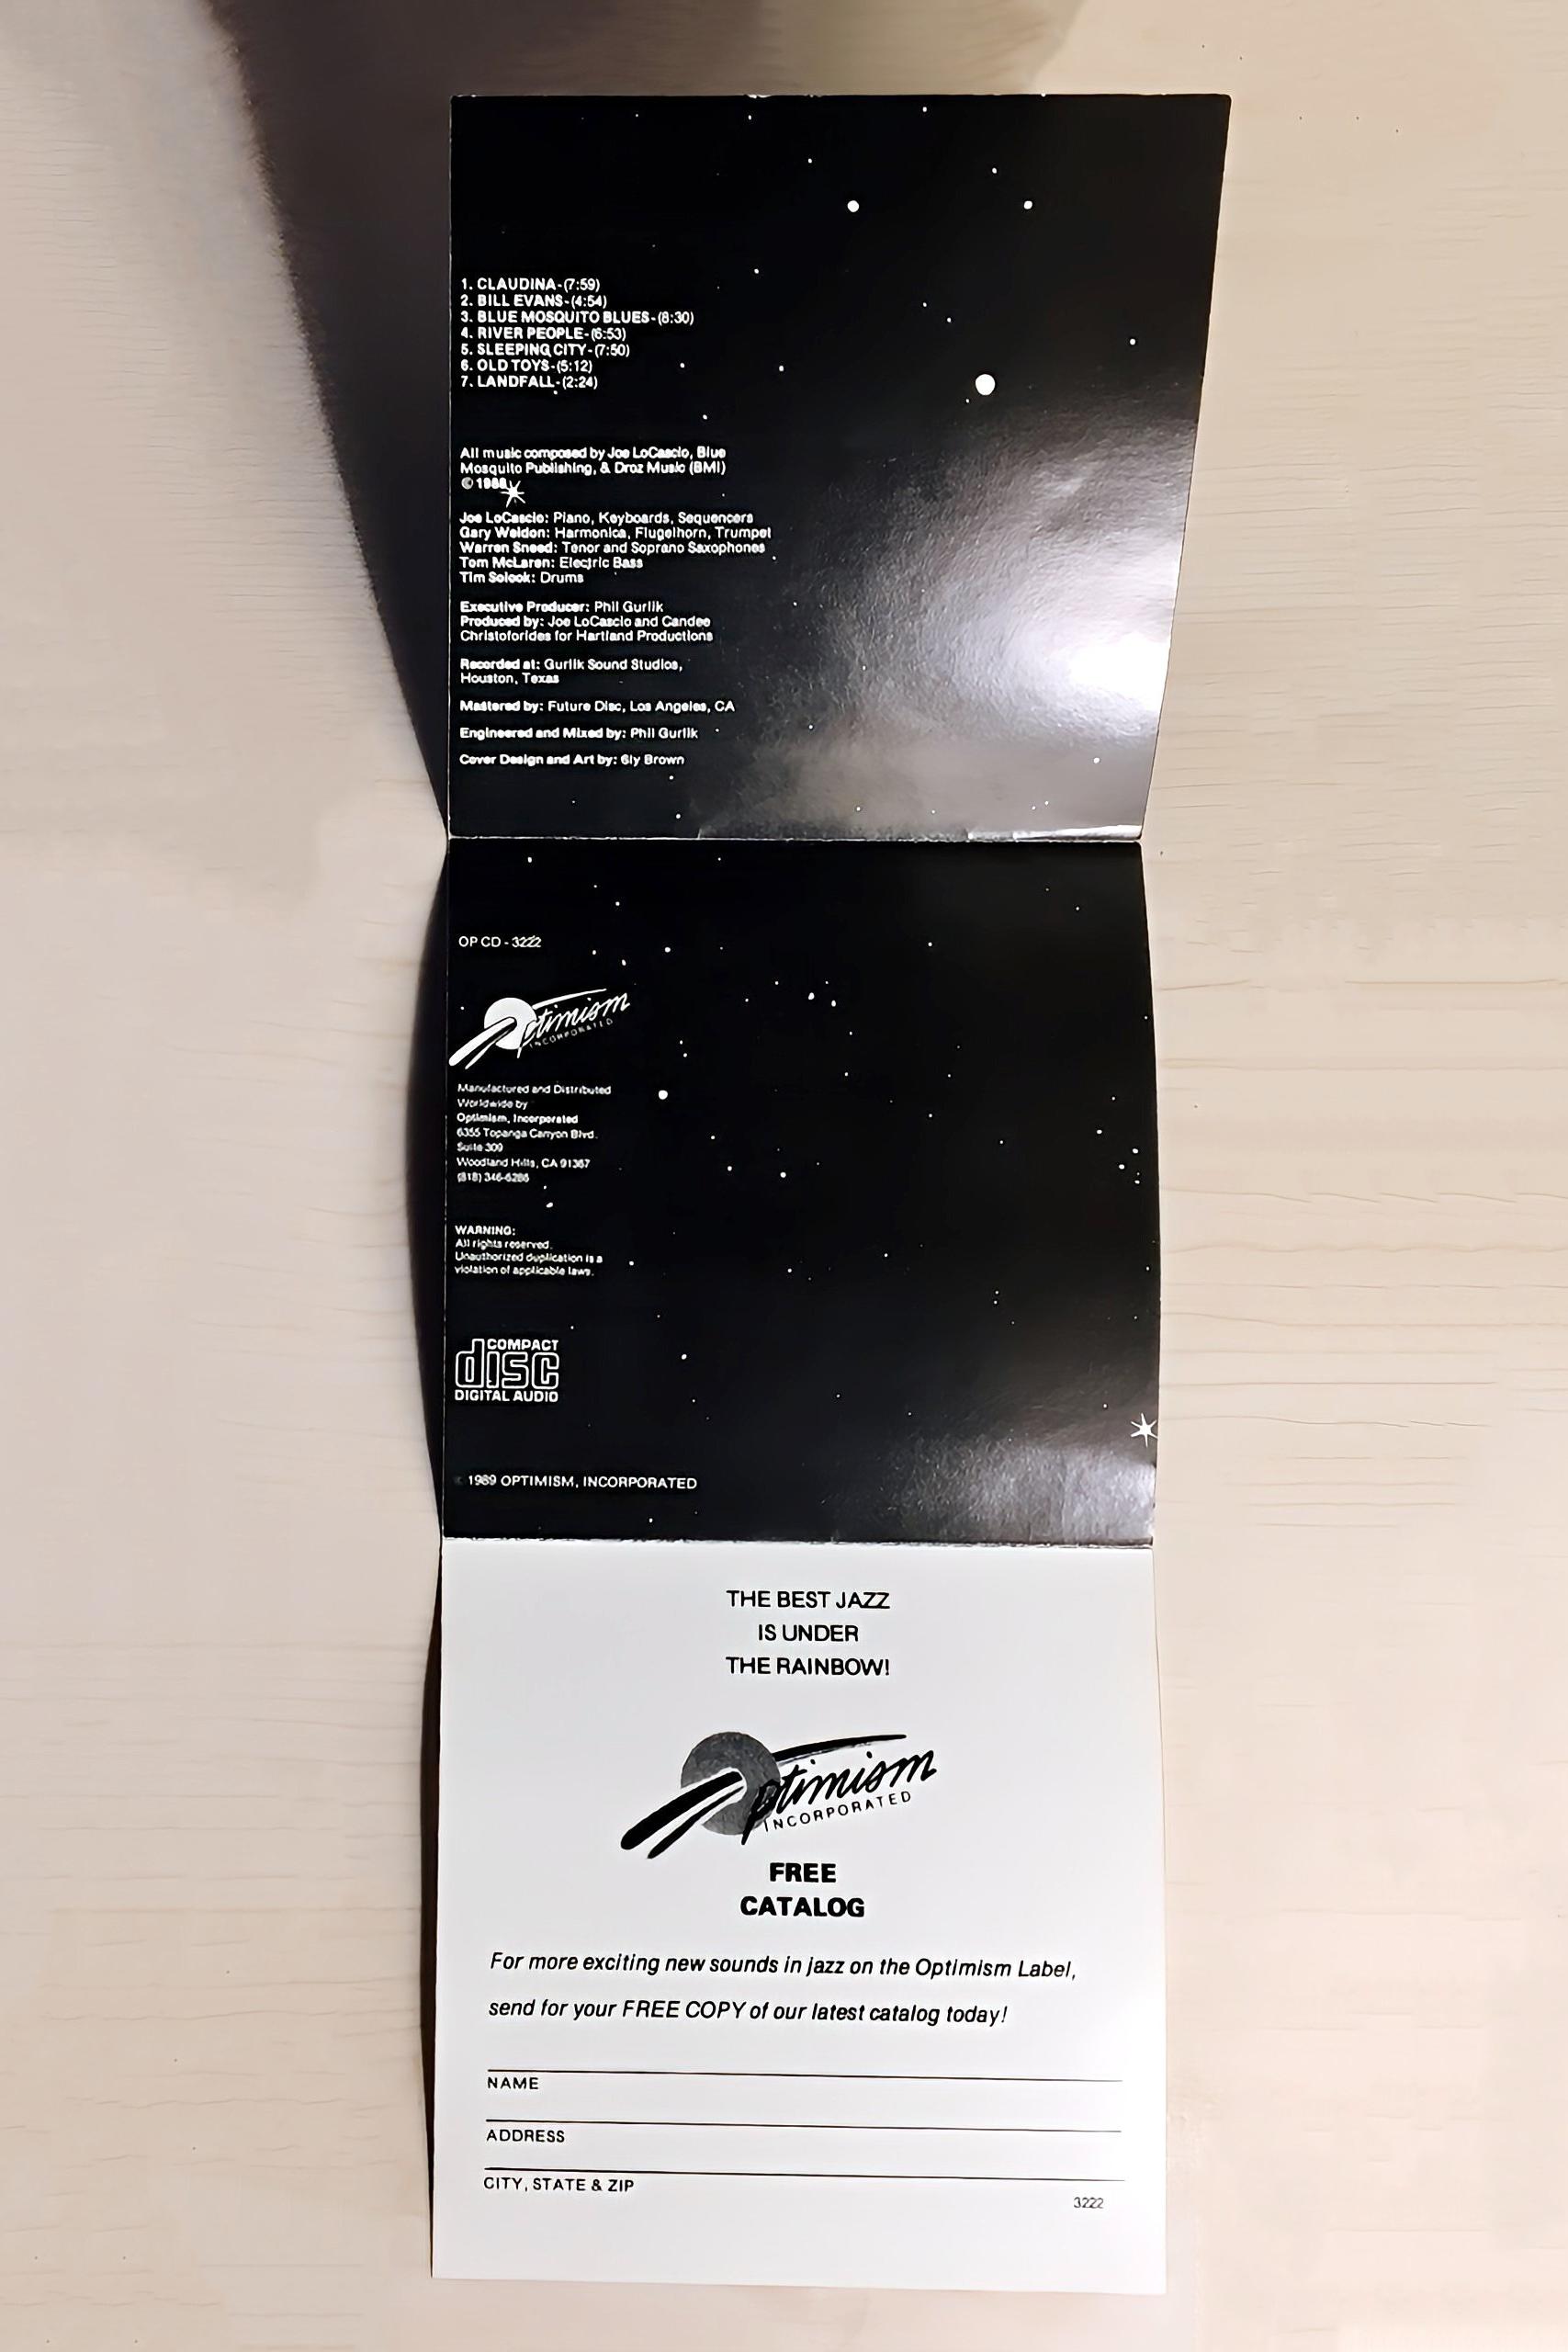 1. CLAUDINA-(7:59)
2. BILL EVANS-(4:54)
3. BLUE MOSQUITO BLUES-(8:30)
4. RIVER PEOPLE-(6:53)
5. SLEEPING CITY-(7:50)
6. OLD TOYS-(5:12)
7. LANDFALL-(2:24)
All music composed by Joe LoCascio, Blue
Mosquito Publishing, & Droz Music (BMI)
© 1988
Joe LoCascio: Piano, Keyboards, Sequencers
Gary Weldon: Harmonica, Flugelhorn, Trumpet
Warren Sneed: Tenor and Soprano Saxophones
Tom McLaren: Electric Bass
Tim Solook: Drums
Executive Producer: Phil Gurlik
Produced by: Joe LoCascio and Candee
Christoforides for Hartland Productions
Recorded at: Gurlik Sound Studios,
Houston, Texas
Mastered by: Future Disc, Los Angeles, CA
Engineered and Mixed by: Phil Gurlik
Cover Design and Art by: Brown
OP CD - 3222
Optimism
INCORPORATED
Manufactured and Distributed
Worldwide by
Optimism, Incorporated
6355 Topanga Canyon Blvd.
Suite 309
Woodland Hills, CA 91367
(818) 346-6286
WARNING:
All rights reserved.
Unauthorized duplication is a
violation of applicable laws.
COMPACT
disc
DIGITAL AUDIO
© 1989 OPTIMISM, INCORPORATED
THE BEST JAZZ
IS UNDER
THE RAINBOW!
Optimism
INCORPORATED
FREE
CATALOG
For more exciting new sounds in jazz on the Optimism Label,
send for your FREE COPY of our latest catalog today!
NAME
ADDRESS
CITY, STATE & ZIP
3222